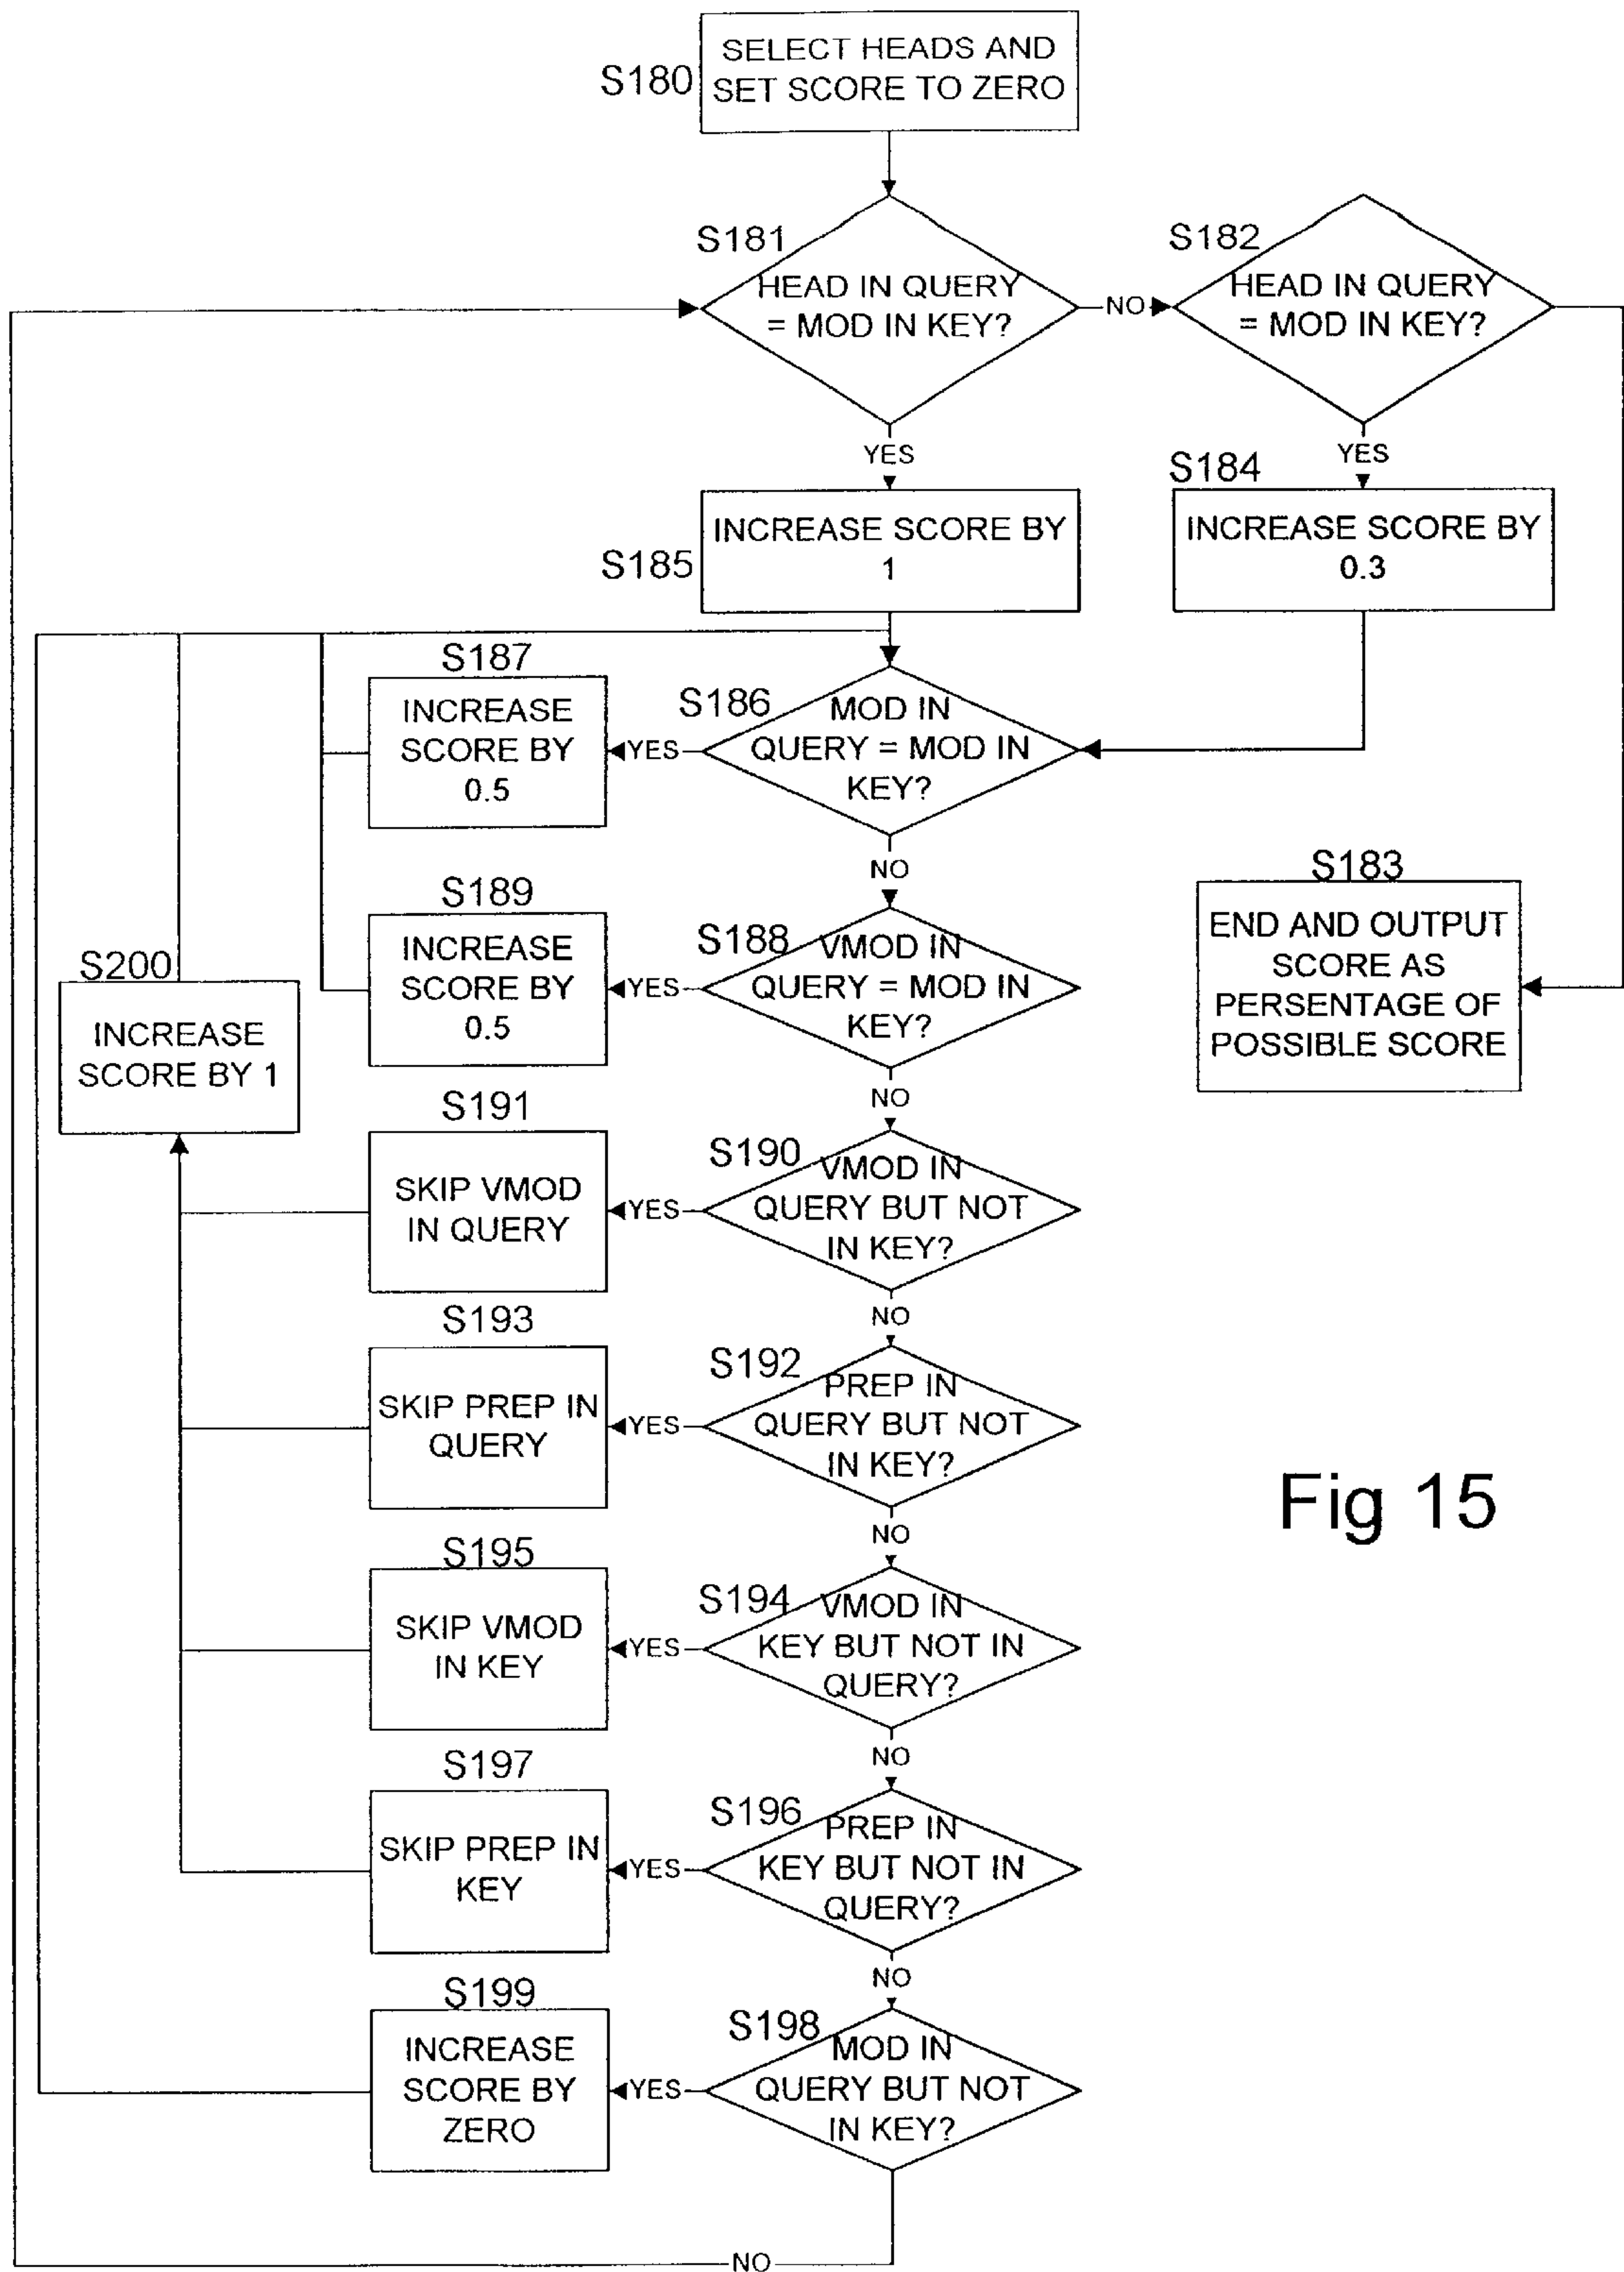 S180
SELECT HEADS AND
SET SCORE TO ZERO
S181
HEAD IN QUERY
= MOD IN KEY?
NO
S182
HEAD IN QUERY
= MOD IN KEY?
YES
YES
S185
INCREASE SCORE BY
1
S184
INCREASE SCORE BY
0.3
S187
INCREASE
SCORE BY
0.5
YES
S186
MOD IN
QUERY = MOD IN
KEY?
NO
S189
INCREASE
SCORE BY
0.5
YES
S188
VMOD IN
QUERY = MOD IN
KEY?
NO
S183
END AND OUTPUT
SCORE AS
PERSENTAGE OF
POSSIBLE SCORE
S200
INCREASE
SCORE BY 1
S191
SKIP VMOD
IN QUERY
YES
S190
VMOD IN
QUERY BUT NOT
IN KEY?
NO
S193
SKIP PREP IN
QUERY
YES
S192
PREP IN
QUERY BUT NOT
IN KEY?
NO
Fig 15
S195
SKIP VMOD
IN KEY
YES
S194
VMOD IN
KEY BUT NOT IN
QUERY?
NO
S197
SKIP PREP IN
KEY
YES
S196
PREP IN
KEY BUT NOT IN
QUERY?
NO
S199
INCREASE
SCORE BY
ZERO
YES
S198
MOD IN
QUERY BUT NOT
IN KEY?
NO